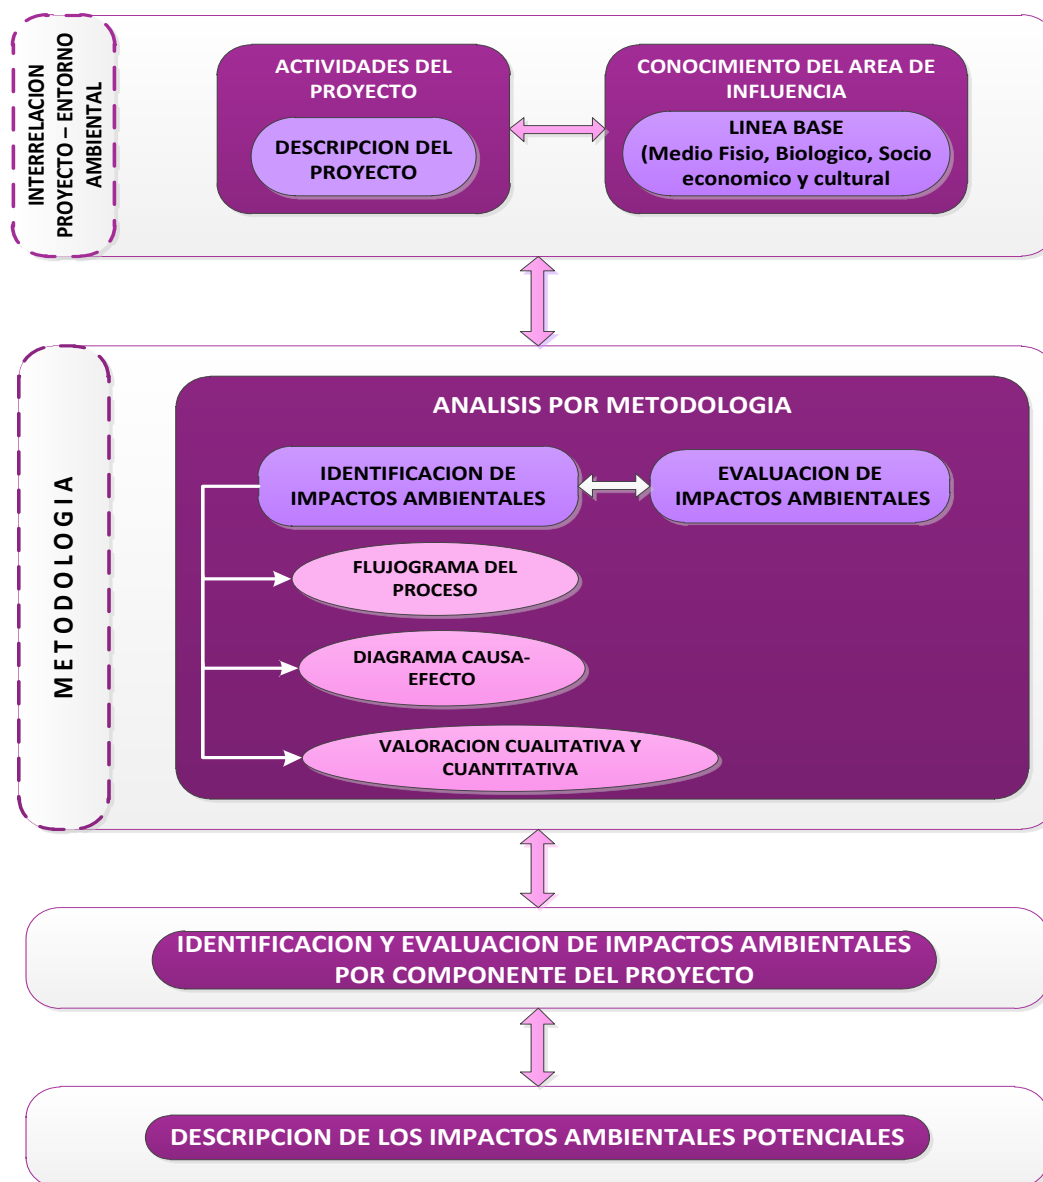 INTERRELACION
PROYECTO – ENTORNO
AMBIENTAL
ACTIVIDADES DEL
PROYECTO
DESCRIPCION DEL
PROYECTO
CONOCIMIENTO DEL AREA DE
INFLUENCIA
LINEA BASE
(Medio Fisio, Biologico, Socio
economico y cultural
METODOLOGIA
ANALISIS POR METODOLOGIA
IDENTIFICACION DE
IMPACTOS AMBIENTALES
EVALUACION DE
IMPACTOS AMBIENTALES
FLUJOGRAMA DEL
PROCESO
DIAGRAMA CAUSA-
EFECTO
VALORACION CUALITATIVA Y
CUANTITATIVA
IDENTIFICACION Y EVALUACION DE IMPACTOS AMBIENTALES
POR COMPONENTE DEL PROYECTO
DESCRIPCION DE LOS IMPACTOS AMBIENTALES POTENCIALES